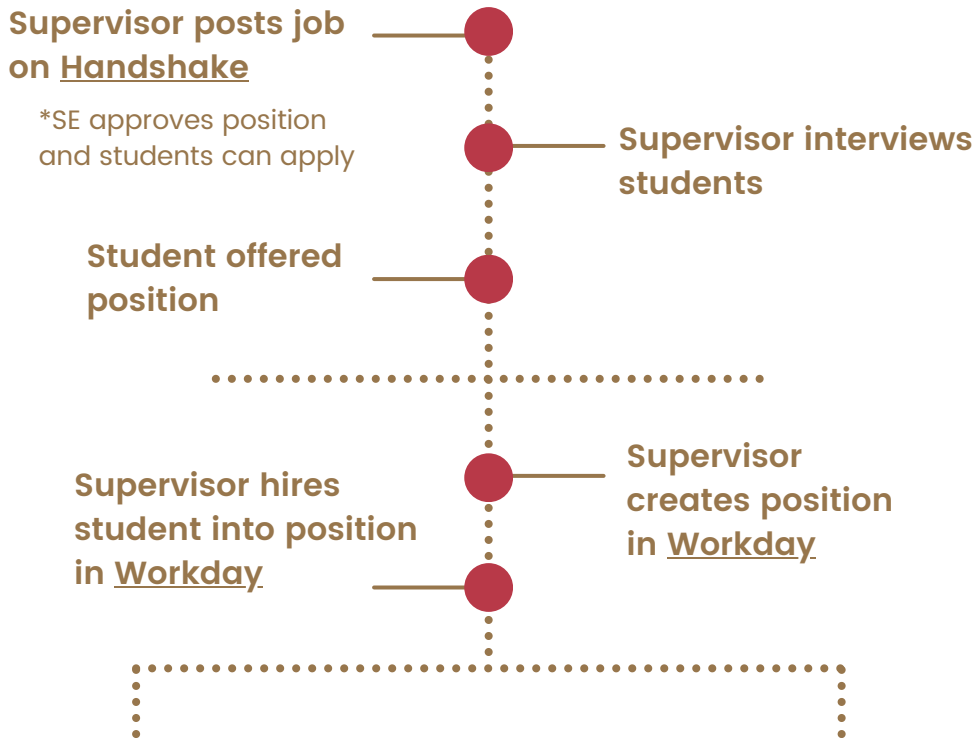 Supervisor posts job
on Handshake
*SE approves position
and students can apply
Supervisor interviews
students
Student offered
position
Supervisor
creates position
in Workday
Supervisor hires
student into position
in Workday